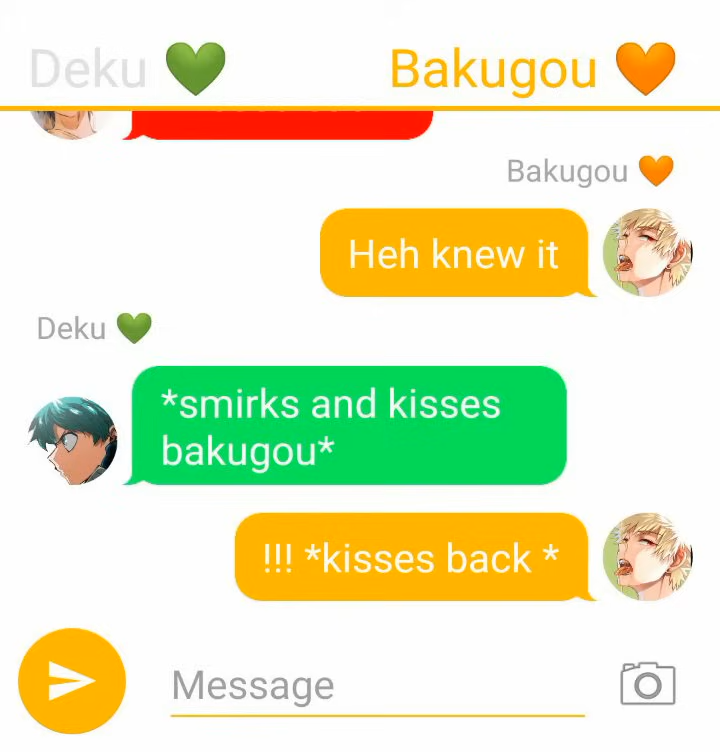 Deku 💚 Bakugou 🧡
Bakugou 🧡
Heh knew it
Deku 💚
*smirks and kisses
bakugou*
!!! *kisses back *
Message